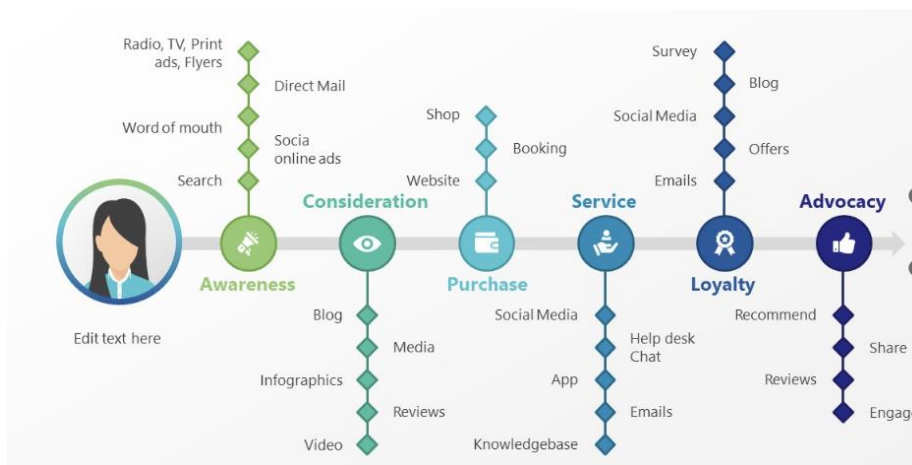 Radio, TV, Print
ads, Flyers
Direct Mail
Word of mouth
Socia
online ads
Search
Awareness
Edit text here
Consideration
Blog
Media
Infographics
Reviews
Video
Shop
Booking
Website
Purchase
Service
Social Media
Help desk
Chat
App
Emails
Knowledgebase
Survey
Blog
Social Media
Offers
Emails
Loyalty
Advocacy
Recommend
Share
Reviews
Engage